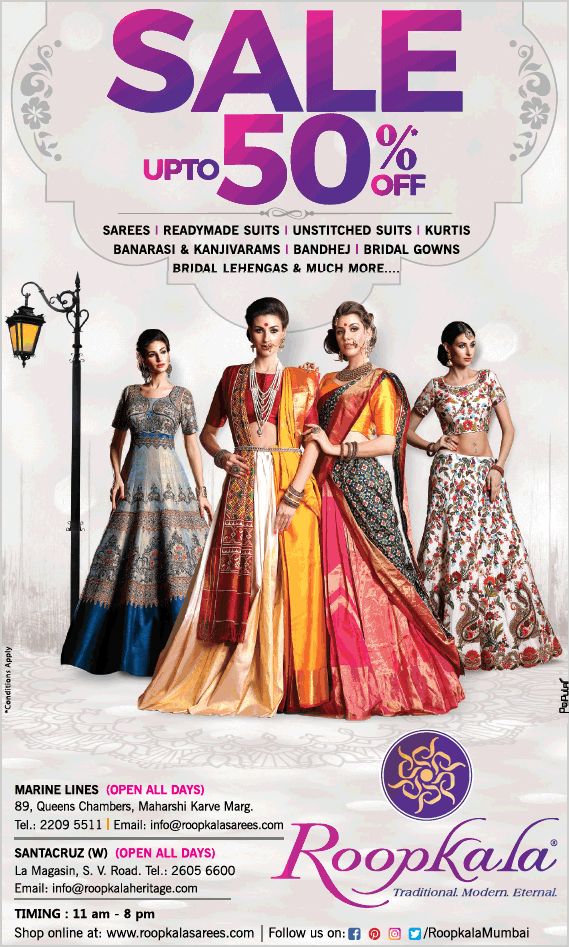 SALE
UPTO 50%* OFF
SAREES | READYMADE SUITS | UNSTITCHED SUITS | KURTIS
BANARASI & KANJIVARAMS | BANDHEJ | BRIDAL GOWNS
BRIDAL LEHENGAS & MUCH MORE....
*Conditions Apply
PaPuLar
MARINE LINES (OPEN ALL DAYS)
89, Queens Chambers, Maharshi Karve Marg.
Tel.: 2209 5511 | Email: info@roopkalasarees.com
SANTACRUZ (W) (OPEN ALL DAYS)
La Magasin, S. V. Road. Tel.: 2605 6600
Email: info@roopkalaheritage.com
TIMING : 11 am - 8 pm
Roopkala®
Traditional. Modern. Eternal.
Shop online at: www.roopkalasarees.com | Follow us on: /RoopkalaMumbai